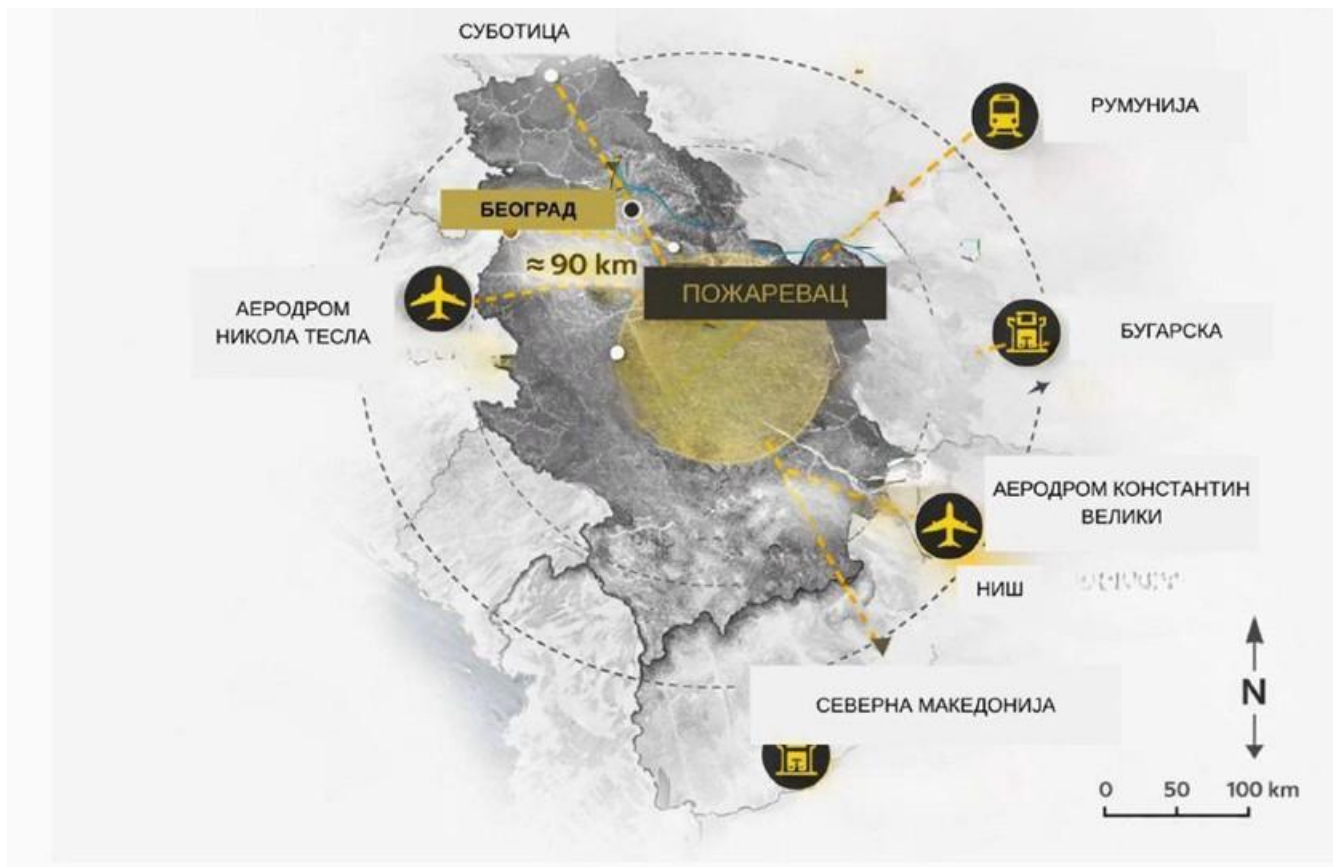 СУБОТИЦА
РУМУНИЈА
БЕОГРАД
≈ 90 km
ПОЖАРЕВАЦ
АЕРОДРОМ
НИКОЛА ТЕСЛА
БУГАРСКА
АЕРОДРОМ КОНСТАНТИН
ВЕЛИКИ
НИШ
СЕВЕРНА МАКЕДОНИЈА
N
0 50 100 km